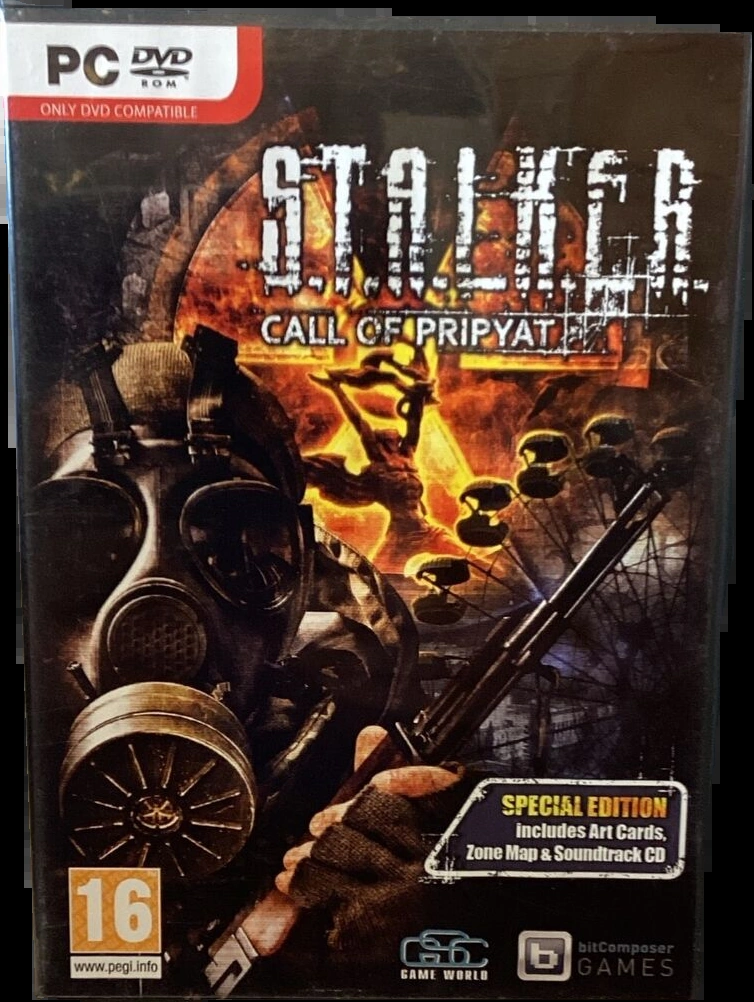 PC DVD
ROM
ONLY DVD COMPATIBLE
S.T.A.L.K.E.R.
CALL OF PRIPYAT
SPECIAL EDITION
includes Art Cards,
Zone Map & Soundtrack CD
16
www.pegi.info
GSC
GAME WORLD
b
bitComposer
GAMES